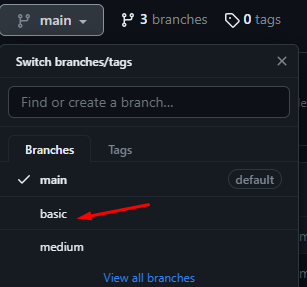 main 3 branches 0 tags
Switch branches/tags
Find or create a branch...
Branches Tags
main default
basic
medium
View all branches